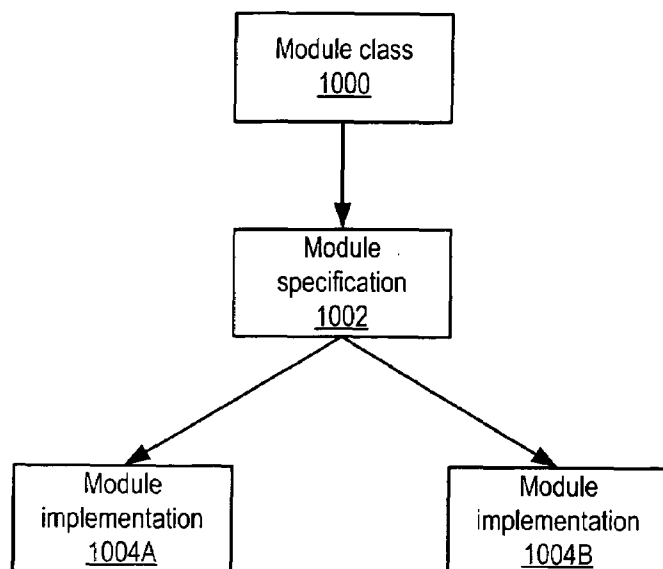 Module class
1000
Module
specification
1002
Module
implementation
1004A
Module
implementation
1004B